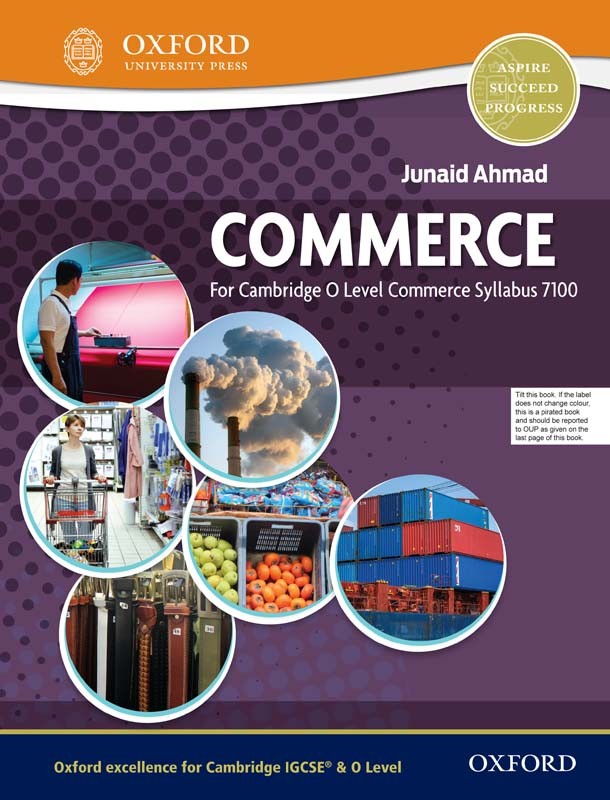 OXFORD
UNIVERSITY PRESS
ASPIRE
SUCCEED
PROGRESS
Junaid Ahmad
COMMERCE
For Cambridge O Level Commerce Syllabus 7100
Tilt this book. If the label
does not change colour,
this is a pirated book
and should be reported
to OUP as given on the
last page of this book.
Oxford excellence for Cambridge IGCSE® & O Level
OXFORD